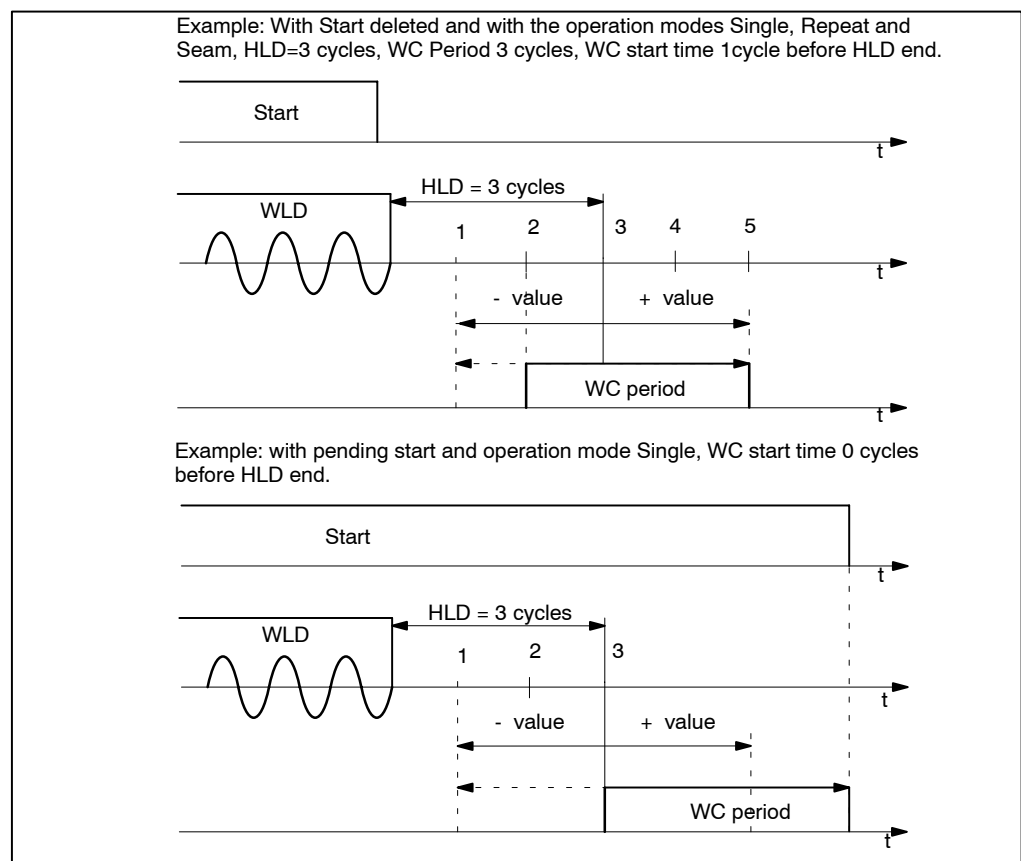 Example: With Start deleted and with the operation modes Single, Repeat and
Seam, HLD=3 cycles, WC Period 3 cycles, WC start time 1cycle before HLD end.
Start
t
HLD = 3 cycles
WLD
1 2 3 4 5
t
- value + value
WC period
t
Example: with pending start and operation mode Single, WC start time 0 cycles
before HLD end.
Start
t
HLD = 3 cycles
WLD
1 2 3
t
- value + value
WC period
t